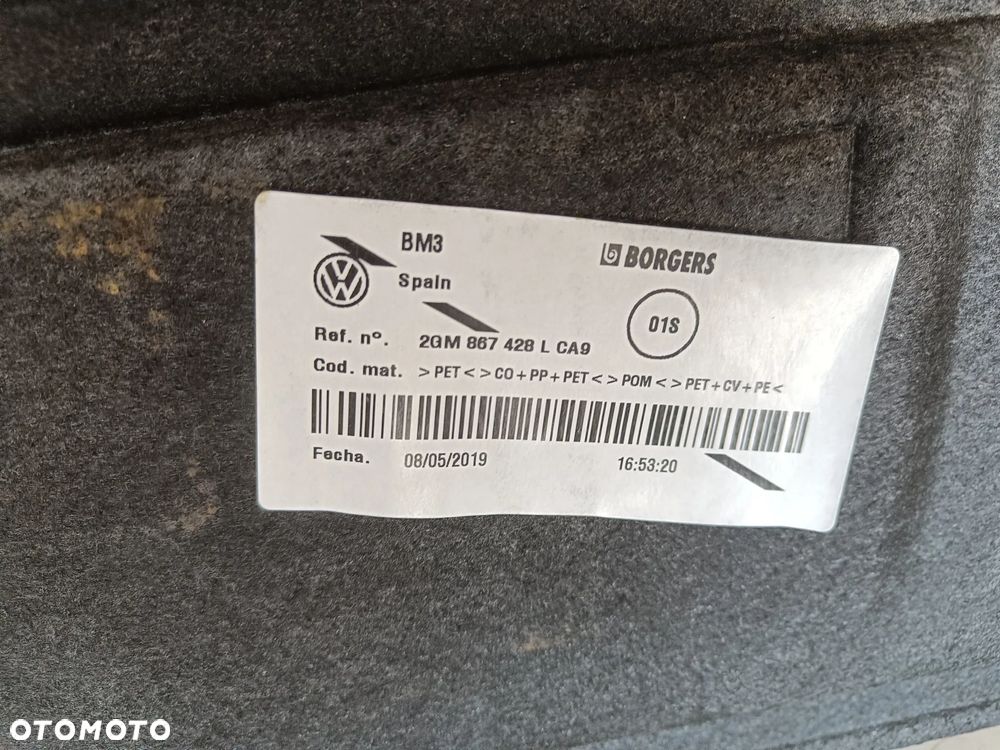 BM3
BORGERS
Spain
01S
Ref. nº. 2GM 867 428 L CA9
Cod. mat. >PET<>CO+PP+PET<>POM<>PET+CV+PE<
Fecha. 08/05/2019 16:53:20
OTOMOTO